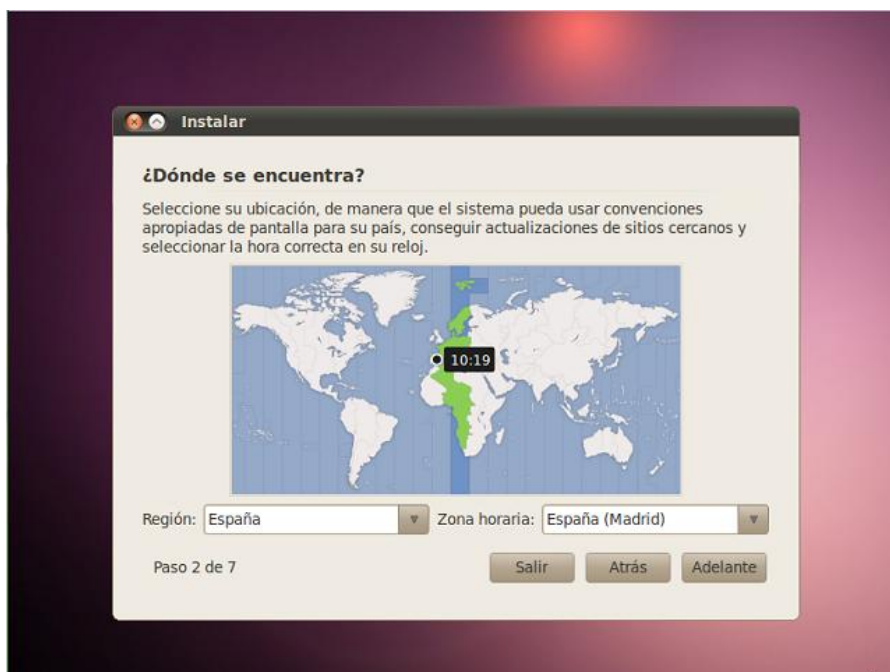 Instalar
¿Dónde se encuentra?
Seleccione su ubicación, de manera que el sistema pueda usar convenciones
apropiadas de pantalla para su país, conseguir actualizaciones de sitios cercanos y
seleccionar la hora correcta en su reloj.
10:19
Región: España Zona horaria: España (Madrid)
Paso 2 de 7 Salir Atrás Adelante